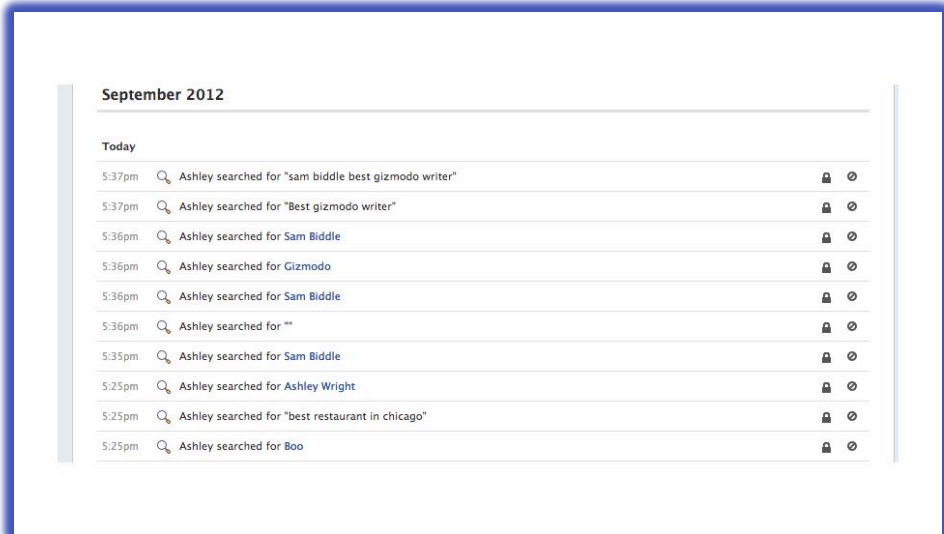 September 2012
Today
5:37pm Ashley searched for "sam biddle best gizmodo writer"
5:37pm Ashley searched for "Best gizmodo writer"
5:36pm Ashley searched for Sam Biddle
5:36pm Ashley searched for Gizmodo
5:36pm Ashley searched for Sam Biddle
5:36pm Ashley searched for ""
5:35pm Ashley searched for Sam Biddle
5:25pm Ashley searched for Ashley Wright
5:25pm Ashley searched for "best restaurant in chicago"
5:25pm Ashley searched for Boo